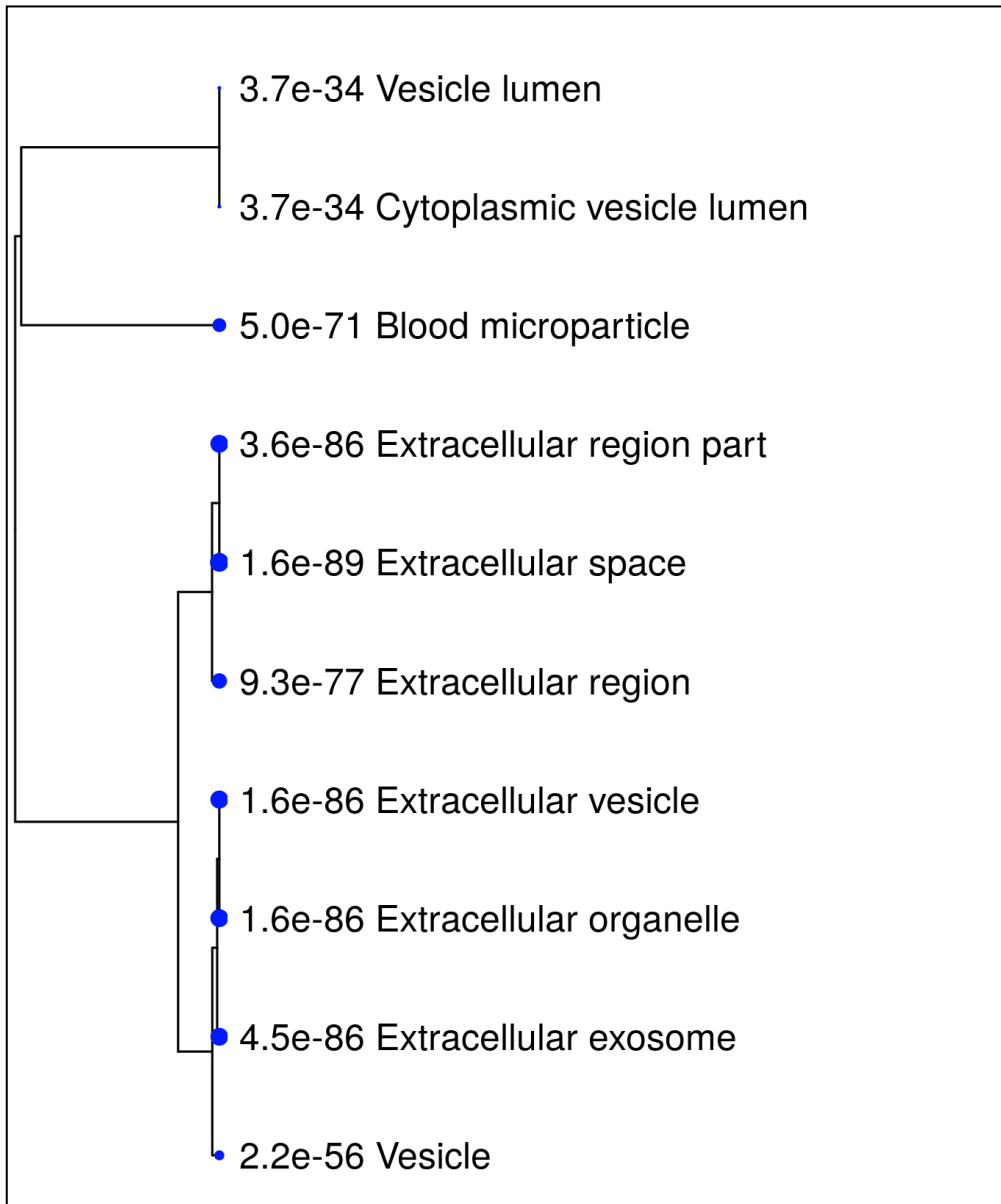 3.7e-34 Vesicle lumen
3.7e-34 Cytoplasmic vesicle lumen
5.0e-71 Blood microparticle
3.6e-86 Extracellular region part
1.6e-89 Extracellular space
9.3e-77 Extracellular region
1.6e-86 Extracellular vesicle
1.6e-86 Extracellular organelle
4.5e-86 Extracellular exosome
2.2e-56 Vesicle